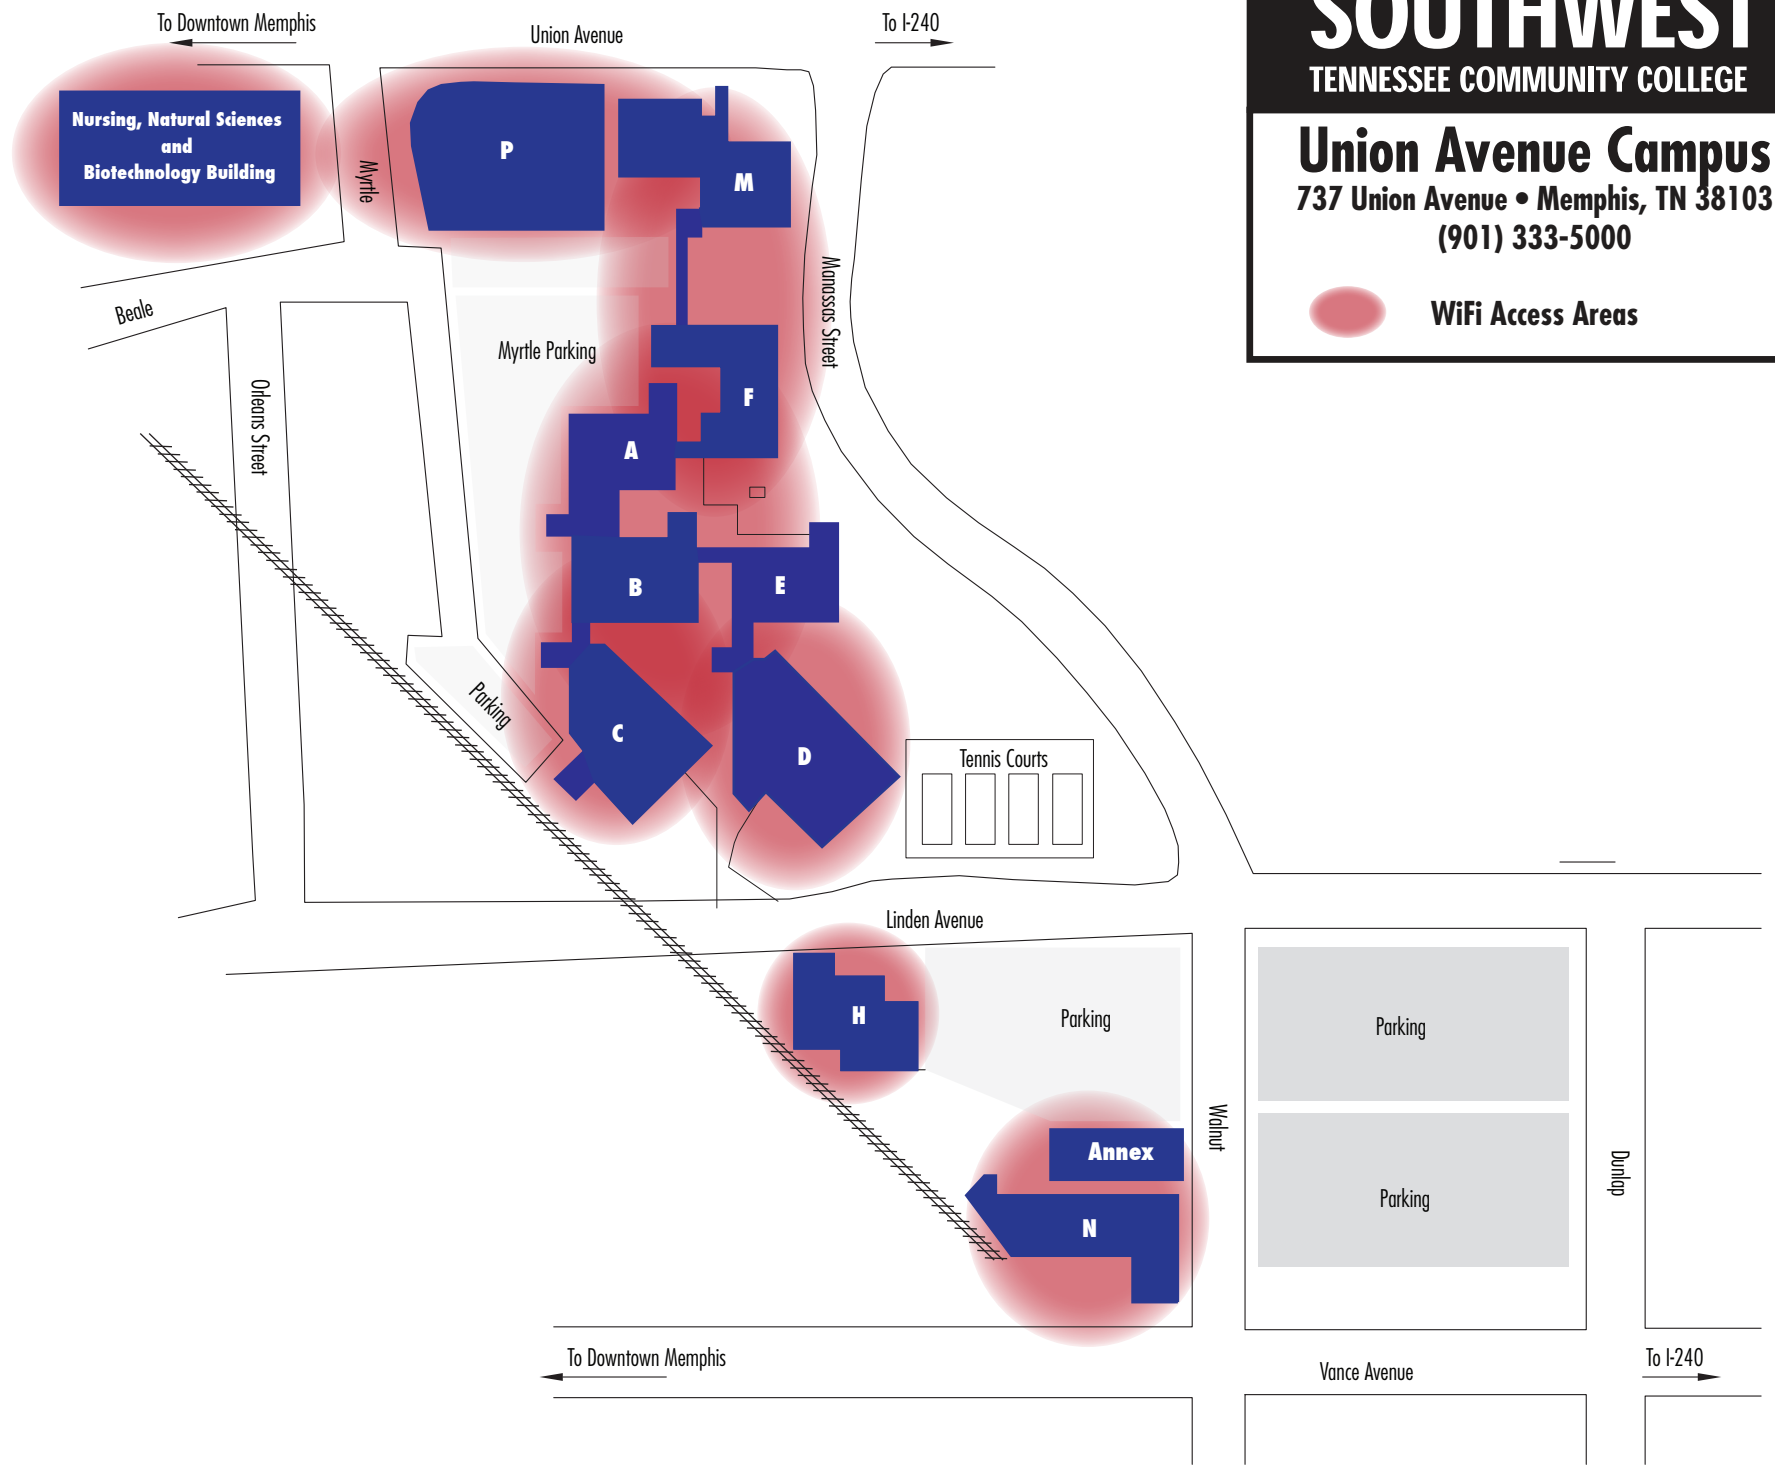 To Downtown Memphis
Union Avenue
To I-240
SOUTHWEST
TENNESSEE COMMUNITY COLLEGE
Union Avenue Campus
737 Union Avenue • Memphis, TN 38103
(901) 333-5000
WiFi Access Areas
Nursing, Natural Sciences
and
Biotechnology Building
Myrtle
P
M
Beale
Manassas Street
Myrtle Parking
Orleans Street
F
A
B
E
Parking
C
D
Tennis Courts
Linden Avenue
H
Parking
Parking
Walnut
Annex
Dunlap
Parking
N
To Downtown Memphis
Vance Avenue
To I-240